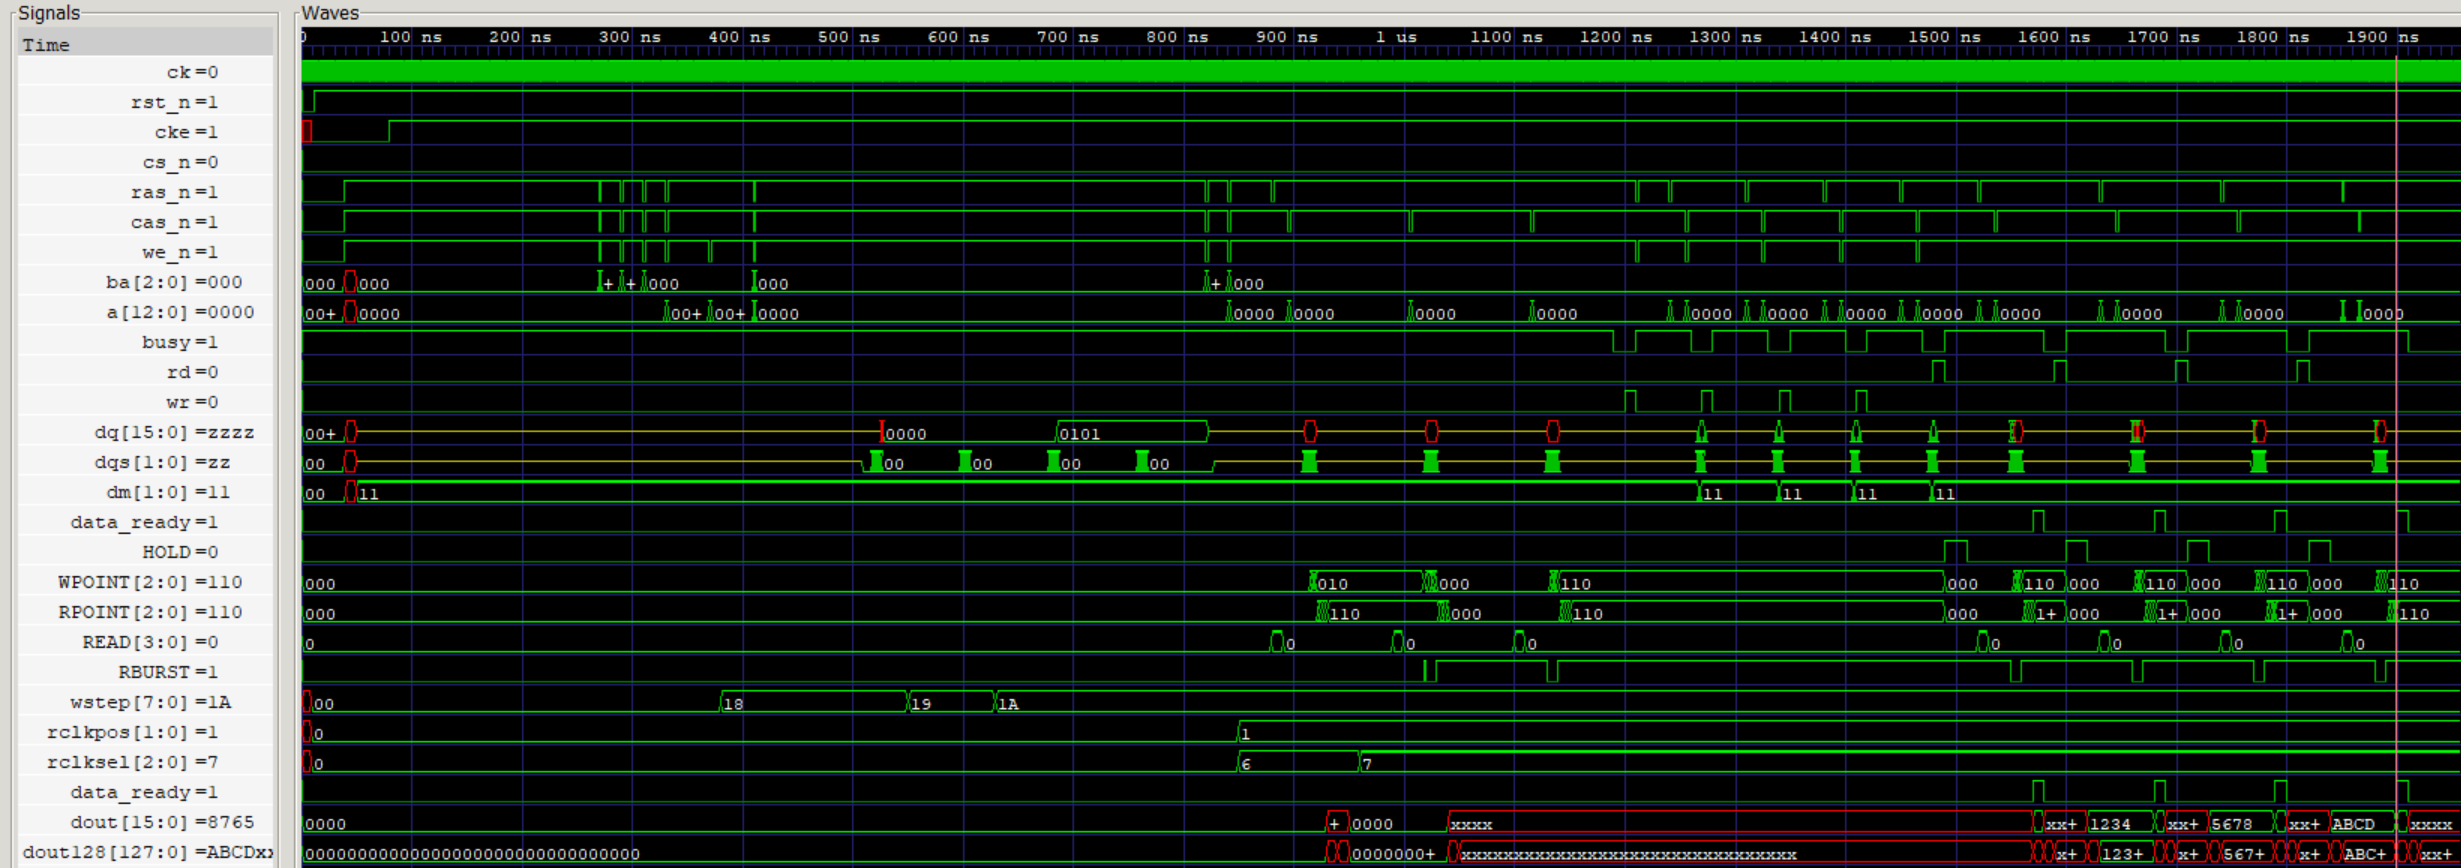 Signals Waves
Time 0 100 ns 200 ns 300 ns 400 ns 500 ns 600 ns 700 ns 800 ns 900 ns 1 us 1100 ns 1200 ns 1300 ns 1400 ns 1500 ns 1600 ns 1700 ns 1800 ns 1900 ns
ck=0
rst_n=1
cke=1
cs_n=0
ras_n=1
cas_n=1
we_n=1
ba[2:0]=000 000 000 + + 000 000 + 000
a[12:0]=0000 00+ 0000 00+ 00+ 0000 0000 0000 0000 0000 0000 0000 0000 0000 0000 0000 0000 0000
busy=1
rd=0
wr=0
dq[15:0]=zzzz 00+ 0000 0101
dqs[1:0]=zz 00 00 00 00 00
dm[1:0]=11 00 11 11 11 11 11
data_ready=1
HOLD=0
WPOINT[2:0]=110 000 010 000 110 000 110 000 110 000 110 000 110
RPOINT[2:0]=110 000 110 000 110 000 1+ 000 1+ 000 1+ 000 110
READ[3:0]=0 0 0 0 0 0 0 0 0
RBURST=1
wstep[7:0]=1A 00 18 19 1A
rclkpos[1:0]=1 0 1
rclksel[2:0]=7 0 6 7
data_ready=1
dout[15:0]=8765 0000 + 0000 xxxx xx+ 1234 xx+ 5678 xx+ ABCD xxxx
dout128[127:0]=ABCDxx 00000000000000000000000000000000 0000000+ xxxxxxxxxxxxxxxxxxxxxxxxxxxxxxxx x+ 123+ x+ 567+ x+ ABC+ xx+